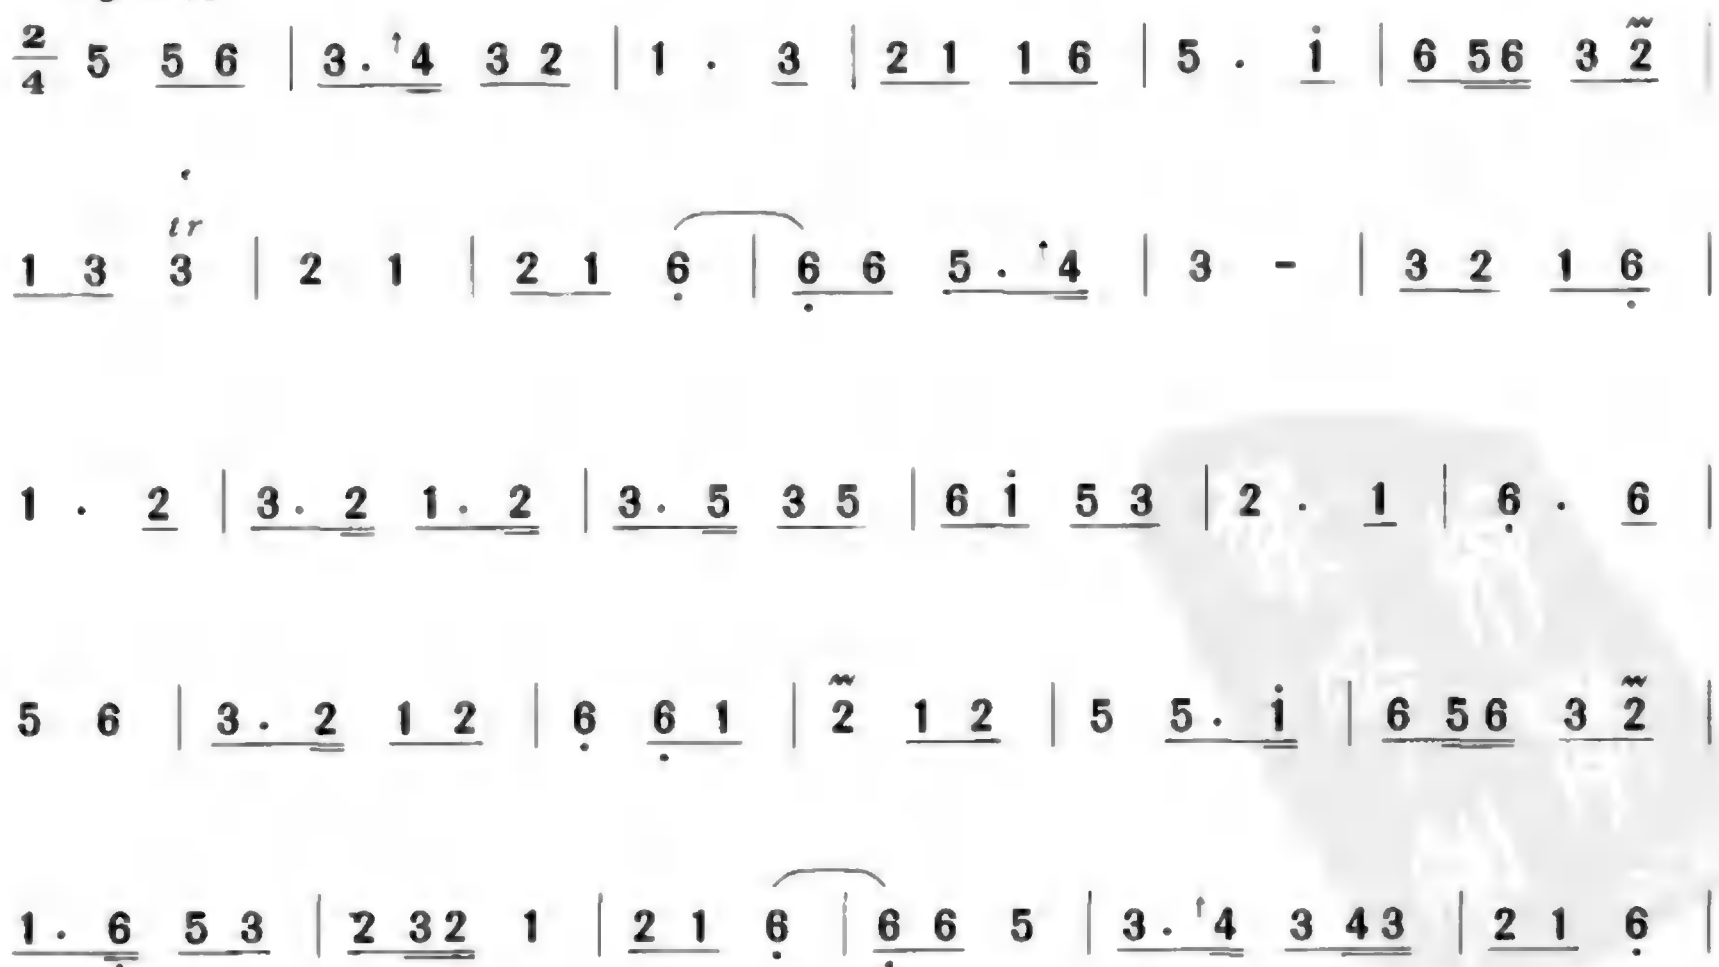 2/4 5 5 6 | 3. ↑4 3 2 | 1 . 3 | 2 1 1 6 | 5 . i̇ | 6 56 3 2 |
1 3 tr 3 | 2 1 | 2 1 6̣ | 6̣ 6 5. ↑4 | 3 - | 3 2 1 6̣ |
1 . 2 | 3. 2 1. 2 | 3. 5 3 5 | 6 i̇ 5 3 | 2 . 1 | 6̣ . 6 |
5 6 | 3. 2 1 2 | 6̣ 6̣ 1 | 2 1 2 | 5 5. i̇ | 6 56 3 2 |
1. 6̣ 5 3 | 2 32 1 | 2 1 6̣ | 6̣ 6 5 | 3. ↑4 3 43 | 2 1 6̣ |